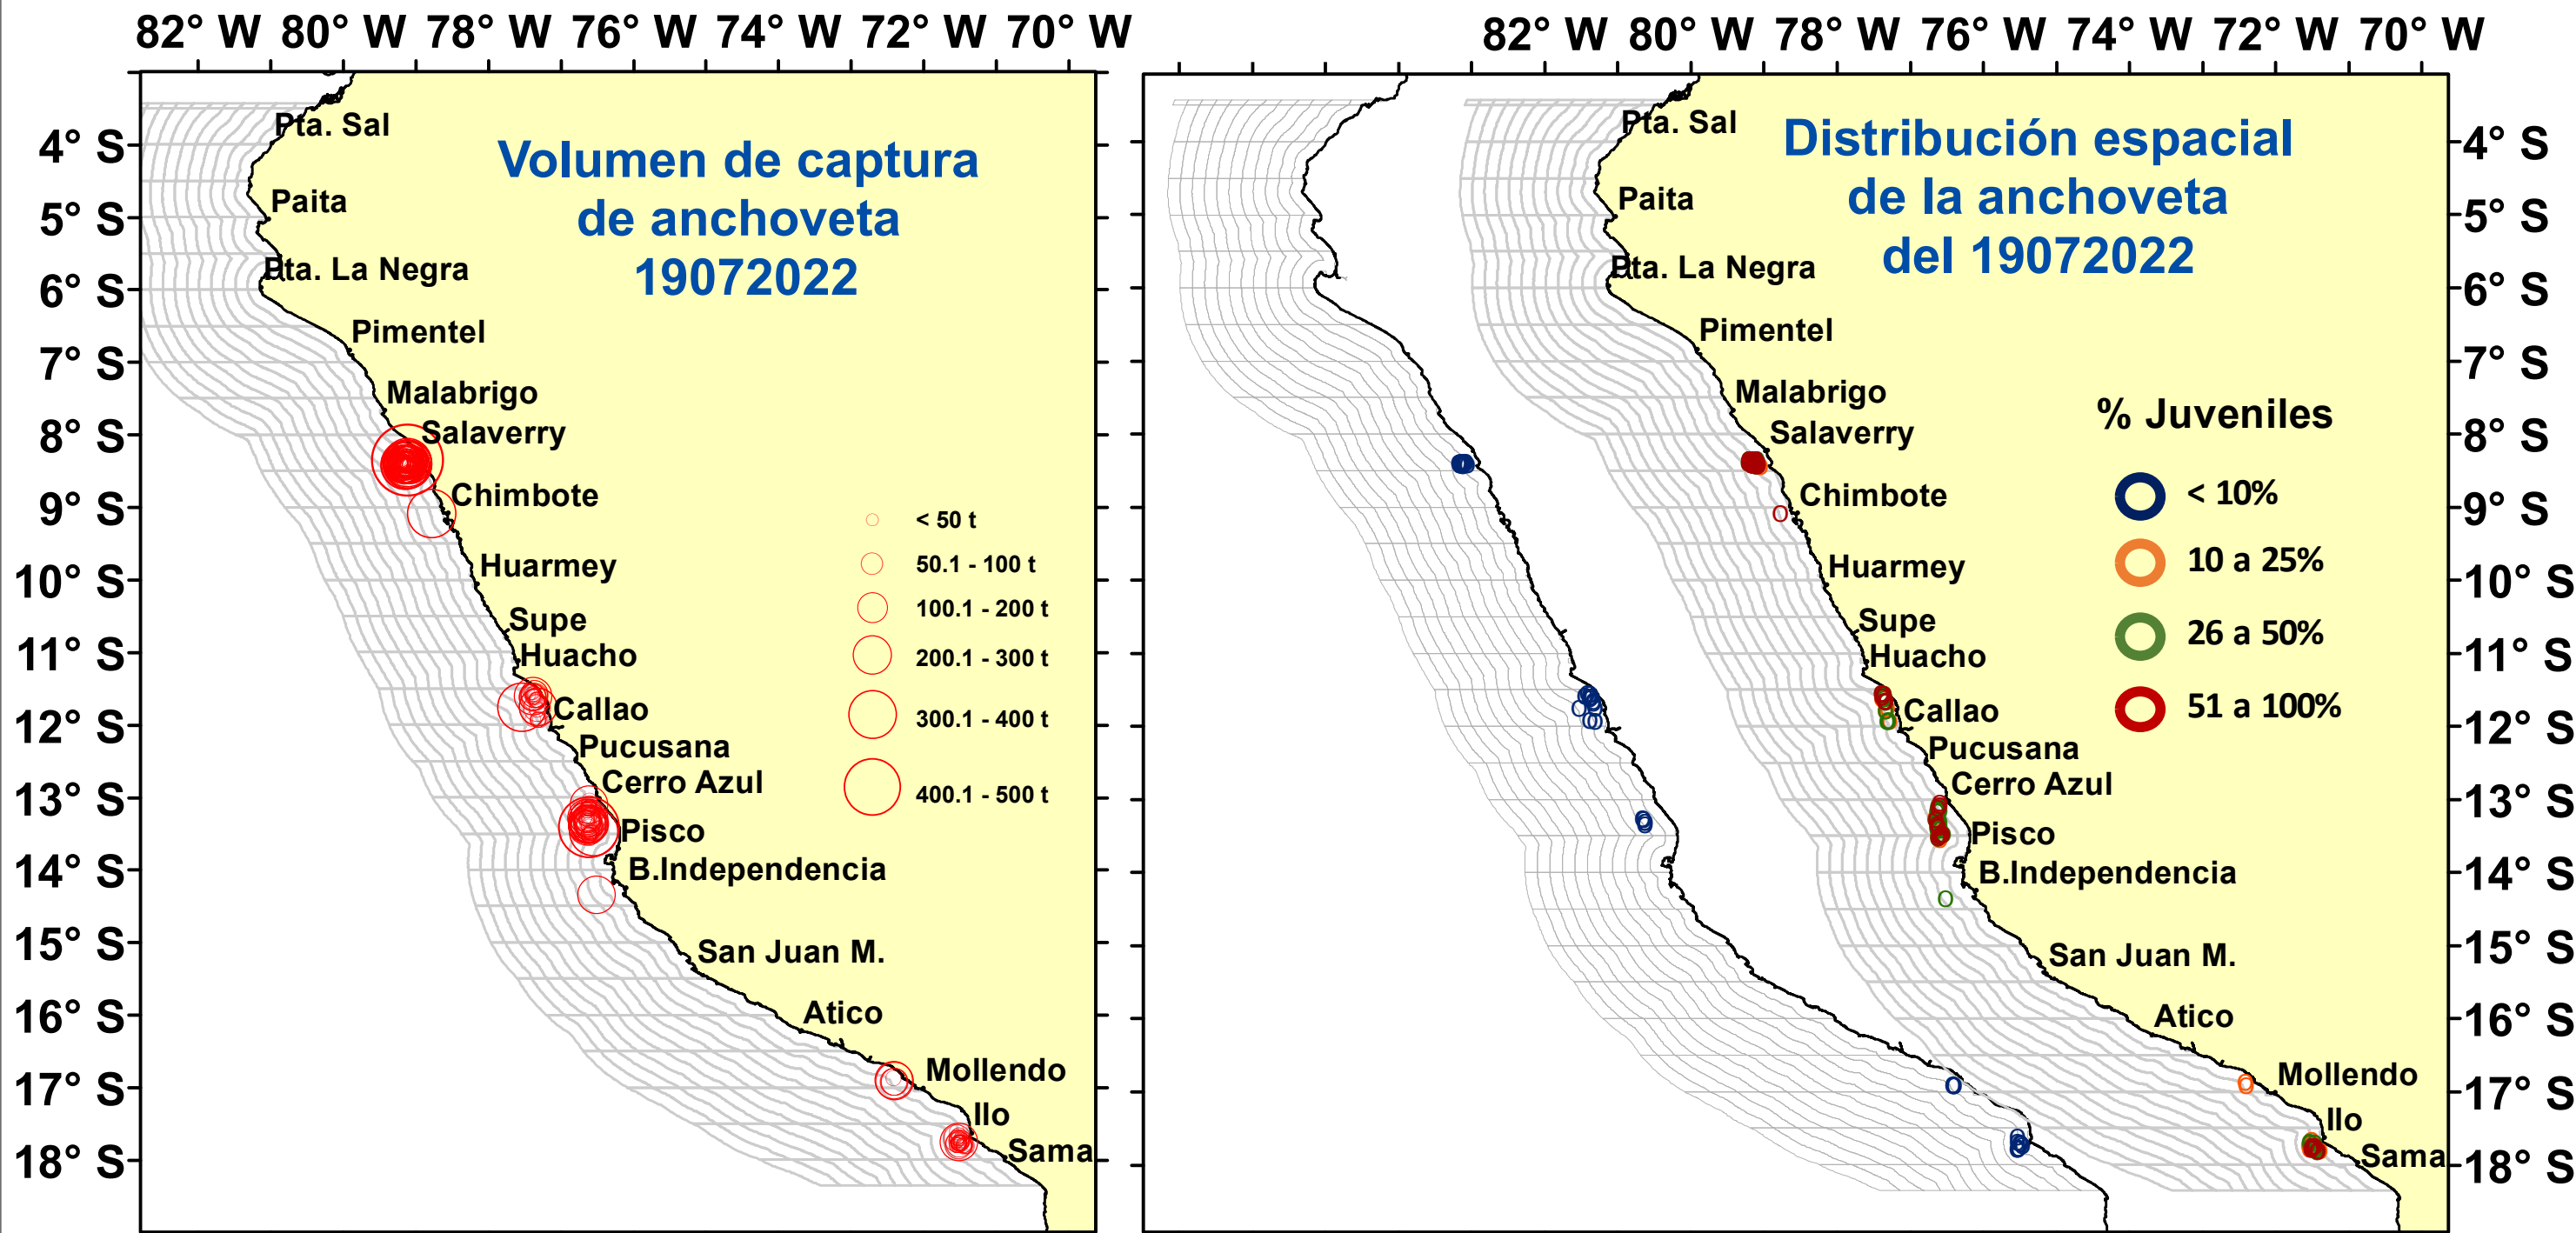 82° W 80° W 78° W 76° W 74° W 72° W 70° W
4° S
5° S
6° S
7° S
8° S
9° S
10° S
11° S
12° S
13° S
14° S
15° S
16° S
17° S
18° S
Volumen de captura
de anchoveta
19072022
Pta. Sal
Paita
Pta. La Negra
Pimentel
Malabrigo
Salaverry
Chimbote
Huarmey
Supe
Huacho
Callao
Pucusana
Cerro Azul
Pisco
B.Independencia
San Juan M.
Atico
Mollendo
Ilo
Sama
< 50 t
50.1 - 100 t
100.1 - 200 t
200.1 - 300 t
300.1 - 400 t
400.1 - 500 t
82° W 80° W 78° W 76° W 74° W 72° W 70° W
Distribución espacial
de la anchoveta
del 19072022
Pta. Sal
Paita
Pta. La Negra
Pimentel
Malabrigo
Salaverry
Chimbote
Huarmey
Supe
Huacho
Callao
Pucusana
Cerro Azul
Pisco
B.Independencia
San Juan M.
Atico
Mollendo
Ilo
Sama
% Juveniles
< 10%
10 a 25%
26 a 50%
51 a 100%
4° S
5° S
6° S
7° S
8° S
9° S
10° S
11° S
12° S
13° S
14° S
15° S
16° S
17° S
18° S